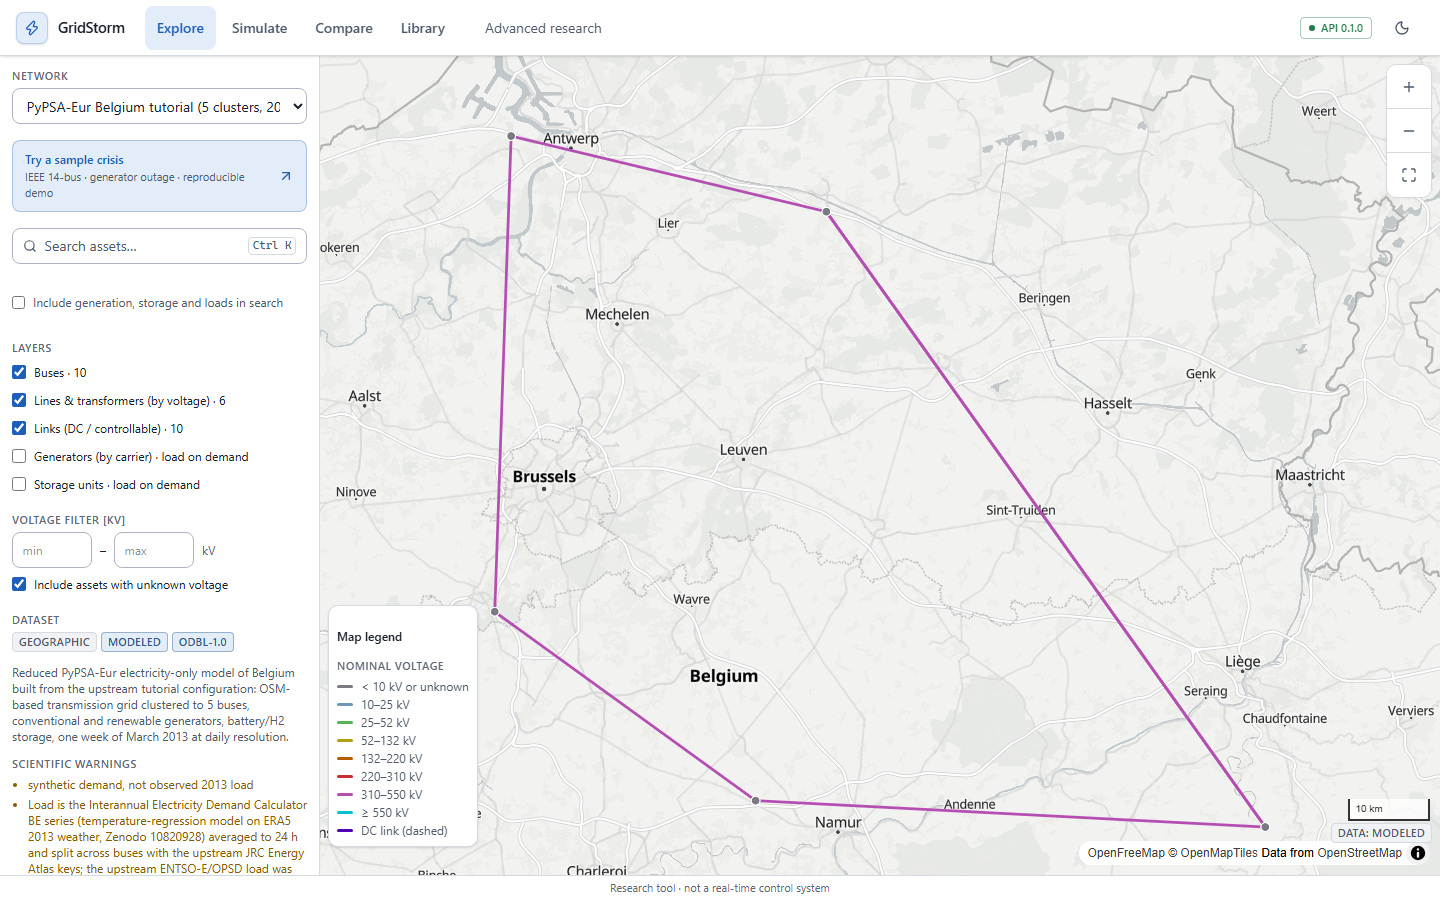 GridStorm
Explore
Simulate
Compare
Library
Advanced research
API 0.1.0
NETWORK
PyPSA-Eur Belgium tutorial (5 clusters, 20
Try a sample crisis
IEEE 14-bus · generator outage · reproducible
demo
Search assets...
Ctrl K
Include generation, storage and loads in search
LAYERS
Buses · 10
Lines & transformers (by voltage) · 6
Links (DC / controllable) · 10
Generators (by carrier) · load on demand
Storage units · load on demand
VOLTAGE FILTER [KV]
min
–
max
kV
Include assets with unknown voltage
DATASET
GEOGRAPHIC
MODELED
ODBL-1.0
Reduced PyPSA-Eur electricity-only model of Belgium
built from the upstream tutorial configuration: OSM-
based transmission grid clustered to 5 buses,
conventional and renewable generators, battery/H2
storage, one week of March 2013 at daily resolution.
SCIENTIFIC WARNINGS
• synthetic demand, not observed 2013 load
• Load is the Interannual Electricity Demand Calculator
BE series (temperature-regression model on ERA5
2013 weather, Zenodo 10820928) averaged to 24 h
and split across buses with the upstream JRC Energy
Atlas keys; the upstream ENTSO-E/OPSD load was
Weert
Antwerp
Lier
okeren
Beringen
Mechelen
Genk
Aalst
Hasselt
Leuven
Brussels
Maastricht
Ninove
Sint-Truiden
Wavre
Liège
Belgium
Seraing
Verviers
Chaudfontaine
Andenne
Namur
Charleroi
Binche
Map legend
NOMINAL VOLTAGE
< 10 kV or unknown
10–25 kV
25–52 kV
52–132 kV
132–220 kV
220–310 kV
310–550 kV
≥ 550 kV
DC link (dashed)
+
−
10 km
DATA: MODELED
OpenFreeMap © OpenMapTiles Data from OpenStreetMap
Research tool · not a real-time control system